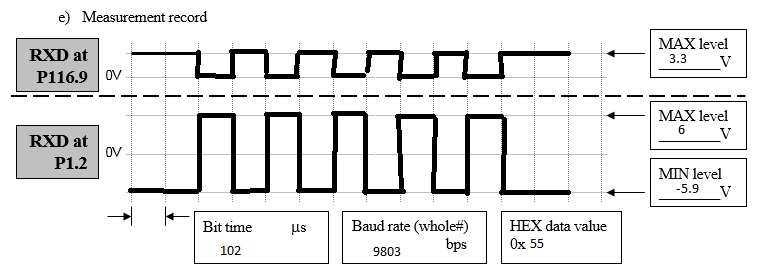 e) Measurement record
RXD at
P116.9
0V
MAX level
3.3 V
RXD at
P1.2
0V
MAX level
6 V
MIN level
-5.9 V
Bit time µs
102
Baud rate (whole#)
bps
9803
HEX data value
0x 55